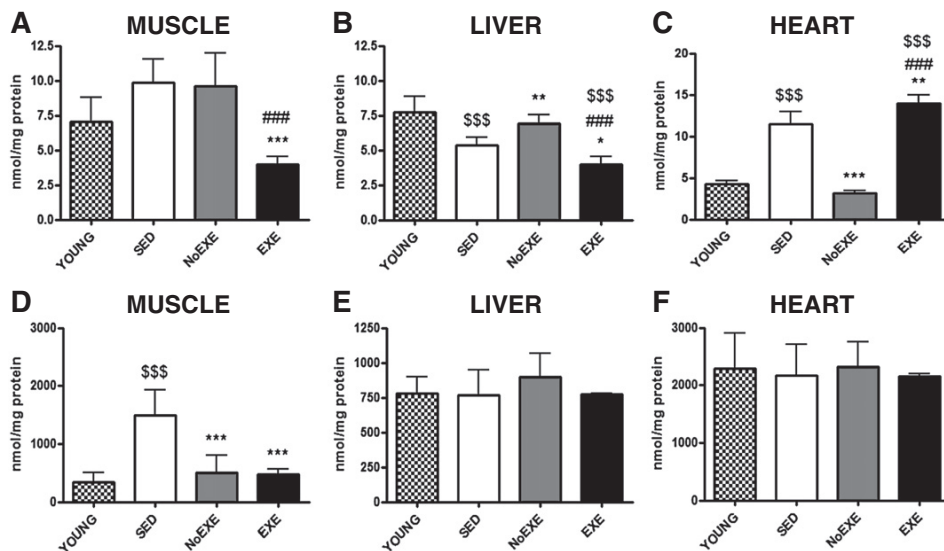 A MUSCLE
nmol/mg protein
12.5
10.0
7.5
5.0
2.5
0.0
###
***
YOUNG SED NoEXE EXE
B LIVER
nmol/mg protein
12.5
10.0
7.5
5.0
2.5
0.0
$$$ ** $$$
###
*
YOUNG SED NoEXE EXE
C HEART
nmol/mg protein
20
15
10
5
0
$$$ *** $$$
###
**
YOUNG SED NoEXE EXE
D MUSCLE
nmol/mg protein
3000
2000
1000
0
$$$ *** ***
YOUNG SED NoEXE EXE
E LIVER
nmol/mg protein
1250
1000
750
500
250
0
YOUNG SED NoEXE EXE
F HEART
nmol/mg protein
3000
2000
1000
0
YOUNG SED NoEXE EXE